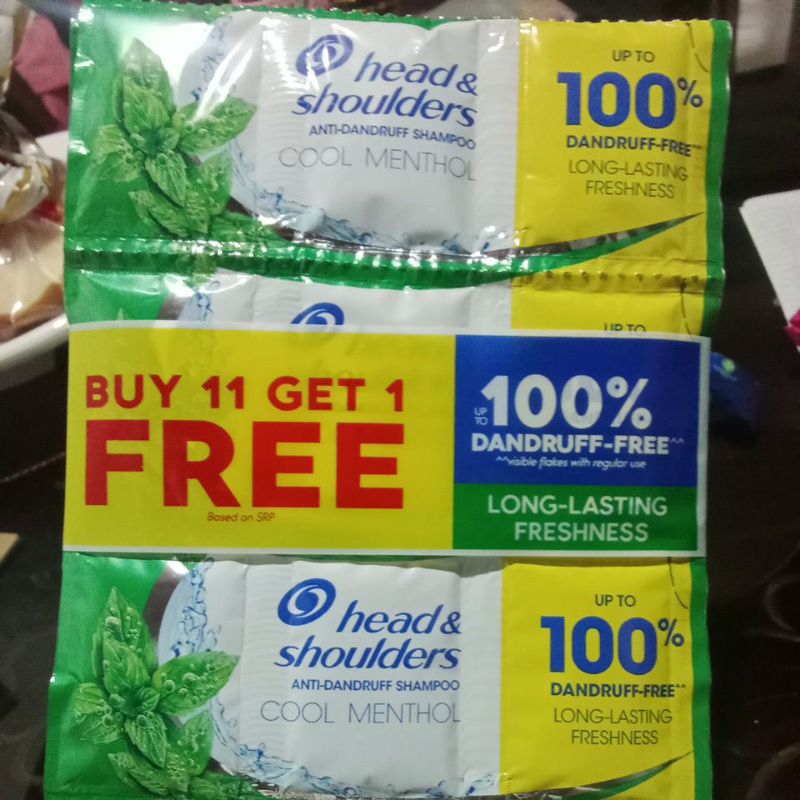 head &
shoulders
ANTI-DANDRUFF SHAMPOO
COOL MENTHOL
UP TO
100%
DANDRUFF-FREE^^
LONG-LASTING
FRESHNESS
UP TO
BUY 11 GET 1
FREE
Based on SRP
UP TO 100%
DANDRUFF-FREE^^
^^visible flakes with regular use
LONG-LASTING
FRESHNESS
head &
shoulders
ANTI-DANDRUFF SHAMPOO
COOL MENTHOL
UP TO
100%
DANDRUFF-FREE^^
LONG-LASTING
FRESHNESS